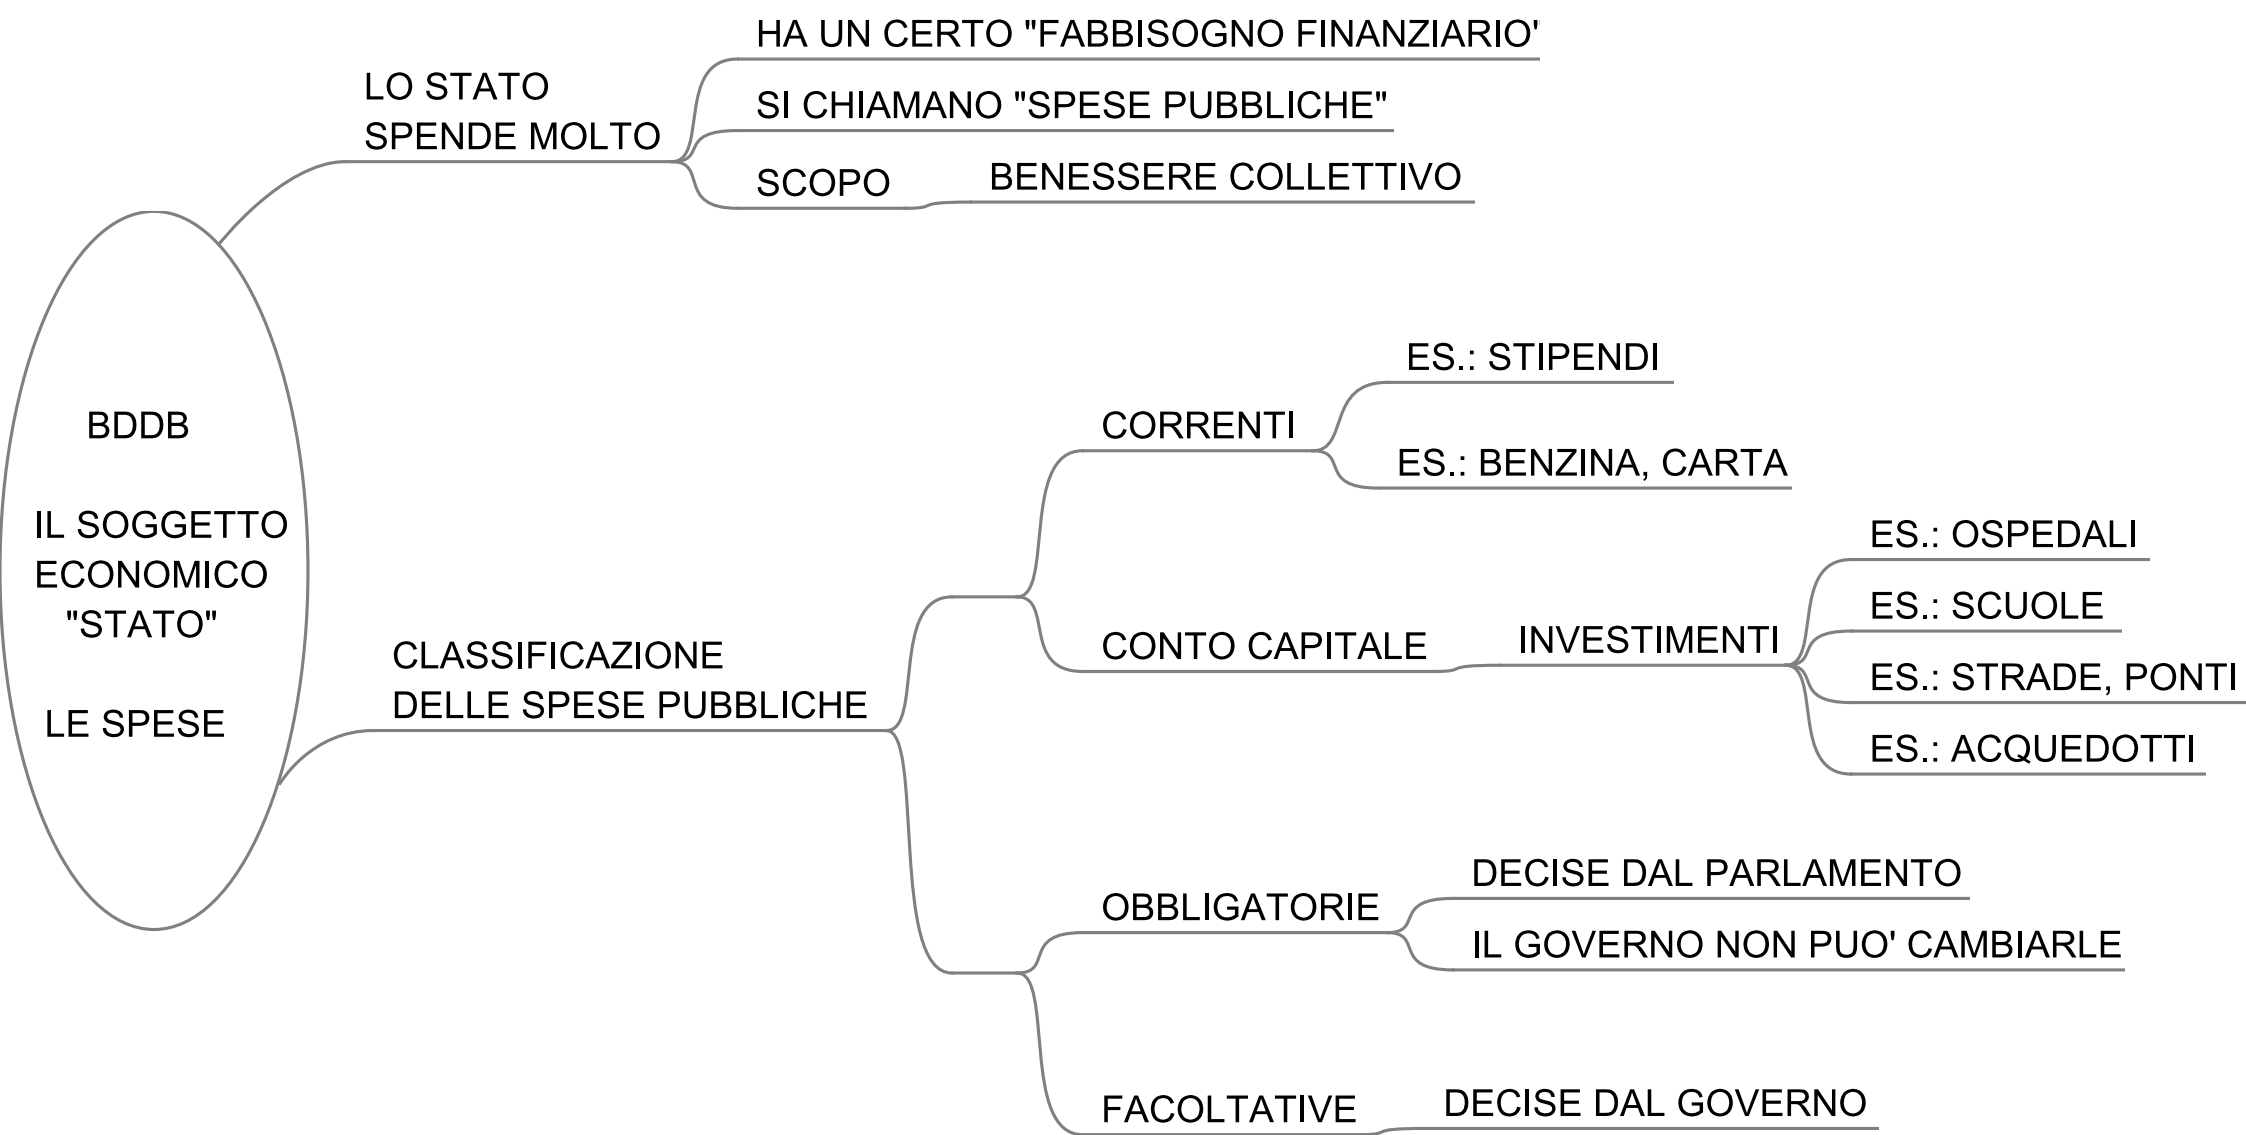 HA UN CERTO "FABBISOGNO FINANZIARIO'
LO STATO
SPENDE MOLTO
SI CHIAMANO "SPESE PUBBLICHE"
SCOPO
BENESSERE COLLETTIVO
BDDB
IL SOGGETTO
ECONOMICO
"STATO"
LE SPESE
CLASSIFICAZIONE
DELLE SPESE PUBBLICHE
CORRENTI
ES.: STIPENDI
ES.: BENZINA, CARTA
CONTO CAPITALE
INVESTIMENTI
ES.: OSPEDALI
ES.: SCUOLE
ES.: STRADE, PONTI
ES.: ACQUEDOTTI
OBBLIGATORIE
DECISE DAL PARLAMENTO
IL GOVERNO NON PUO' CAMBIARLE
FACOLTATIVE
DECISE DAL GOVERNO